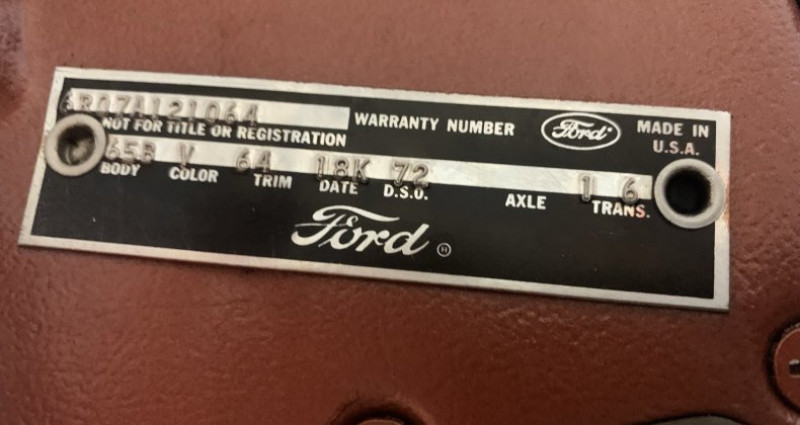 6R07A121064 WARRANTY NUMBER Ford MADE IN U.S.A.
NOT FOR TITLE OR REGISTRATION
65B V 64 18K 72 1 6
BODY COLOR TRIM DATE D.S.O. AXLE TRANS.
Ford ®